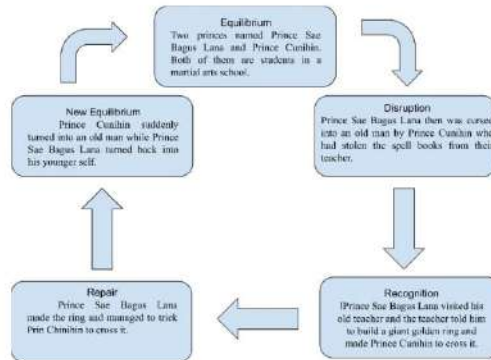 Equilibrium
Two princes named Prince Sae
Bagus Lana and Prince Cunihin.
Both of them are students in a
martial arts school.
Disruption
Prince Sae Bagus Lana then was cursed
into an old man by Prince Cunihin who
had stolen the spell books from their
teacher.
Recognition
lPrince Sae Bagus Lana visited his
old teacher and the teacher told him
to build a giant golden ring and
made Prince Cunihin to cross it.
Repair
Prince Sae Bagus Lana
made the ring and managed to trick
Prin Chinihin to cross it.
New Equilibrium
Prince Cunihin suddenly
turned into an old man while Prince
Sae Bagus Lana turned back into
his younger self.